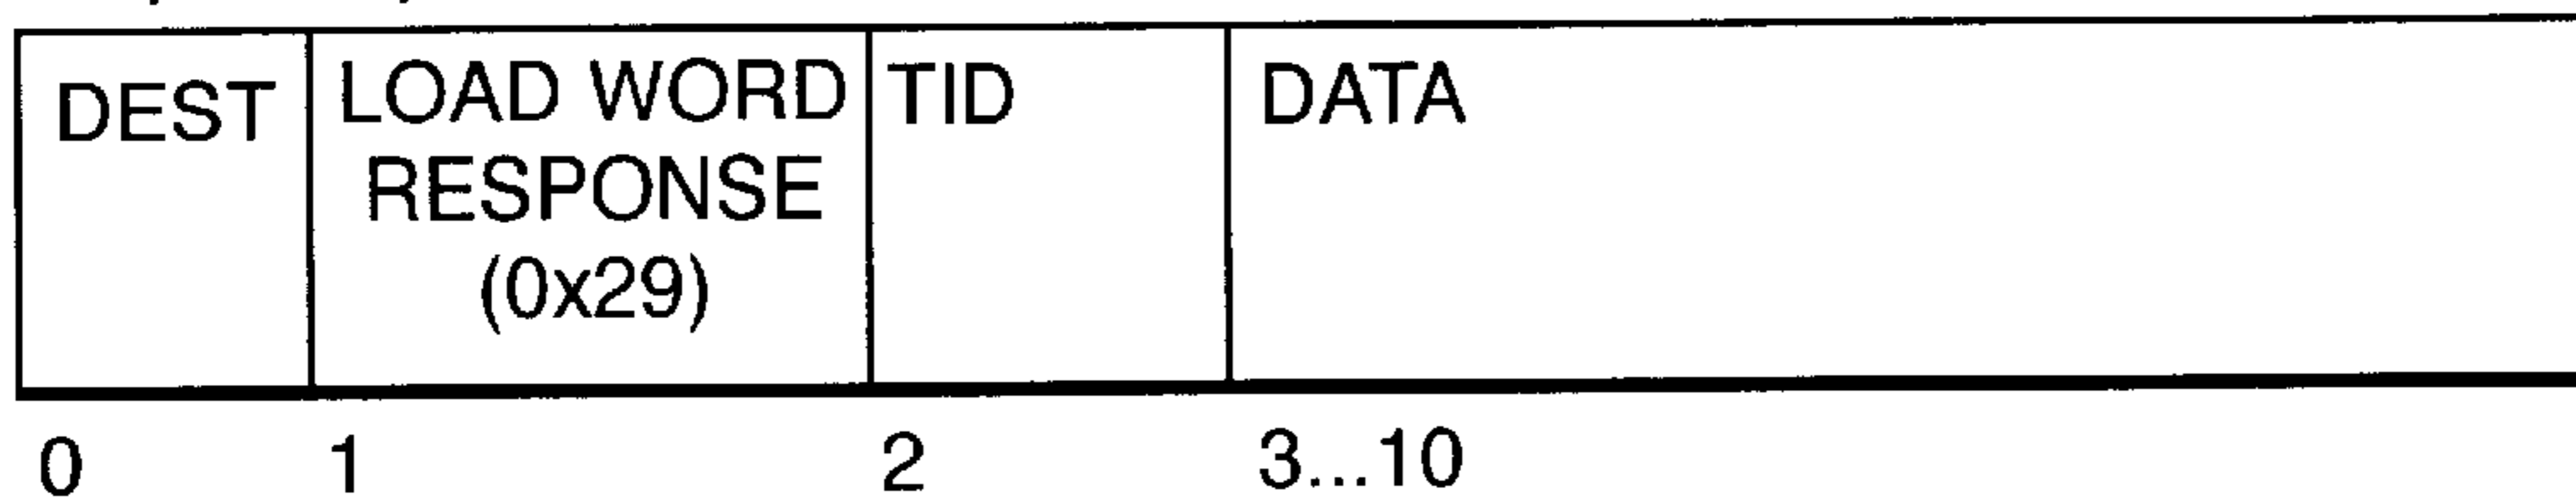 DEST
LOAD WORD
RESPONSE
(0x29)
TID
DATA
0 1 2 3...10